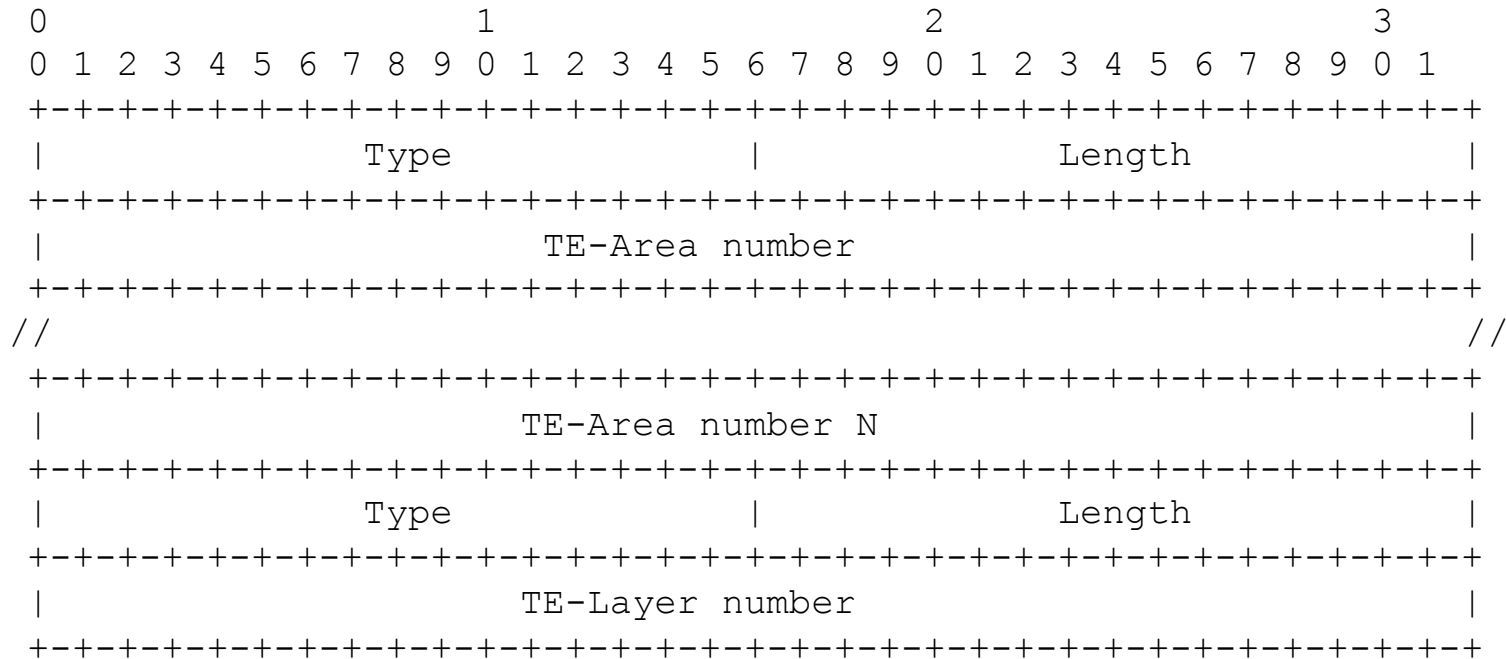 0                   1                   2                   3
 0 1 2 3 4 5 6 7 8 9 0 1 2 3 4 5 6 7 8 9 0 1 2 3 4 5 6 7 8 9 0 1
 +-+-+-+-+-+-+-+-+-+-+-+-+-+-+-+-+-+-+-+-+-+-+-+-+-+-+-+-+-+-+-+-+
 |              Type             |             Length            |
 +-+-+-+-+-+-+-+-+-+-+-+-+-+-+-+-+-+-+-+-+-+-+-+-+-+-+-+-+-+-+-+-+
 |                      TE-Area number                           |
 +-+-+-+-+-+-+-+-+-+-+-+-+-+-+-+-+-+-+-+-+-+-+-+-+-+-+-+-+-+-+-+-+
//                                                               //
 +-+-+-+-+-+-+-+-+-+-+-+-+-+-+-+-+-+-+-+-+-+-+-+-+-+-+-+-+-+-+-+-+
 |                     TE-Area number N                          |
 +-+-+-+-+-+-+-+-+-+-+-+-+-+-+-+-+-+-+-+-+-+-+-+-+-+-+-+-+-+-+-+-+
 |              Type             |             Length            |
 +-+-+-+-+-+-+-+-+-+-+-+-+-+-+-+-+-+-+-+-+-+-+-+-+-+-+-+-+-+-+-+-+
 |                     TE-Layer number                           |
 +-+-+-+-+-+-+-+-+-+-+-+-+-+-+-+-+-+-+-+-+-+-+-+-+-+-+-+-+-+-+-+-+